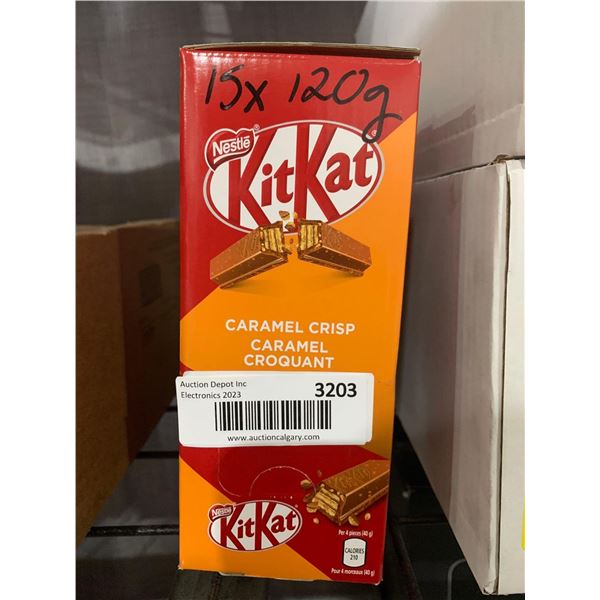 15x 120g
Nestlé
KitKat
CARAMEL CRISP
CARAMEL
CROQUANT
Auction Depot Inc
Electronics 2023
3203
www.auctioncalgary.com
Nestlé
KitKat
Per 4 pieces (40 g)
CALORIES
210
Pour 4 morceaux (40 g)